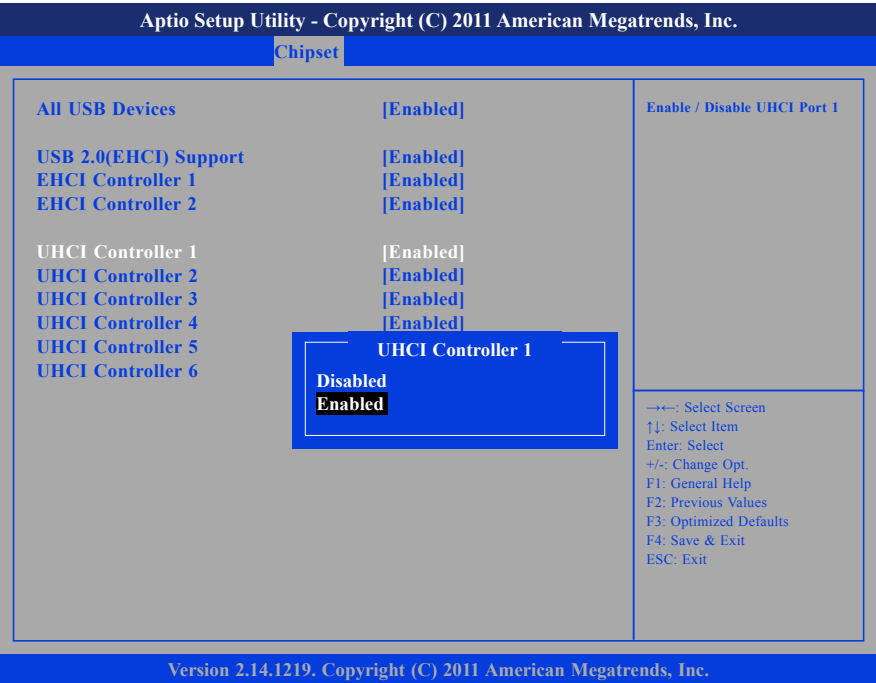 Aptio Setup Utility - Copyright (C) 2011 American Megatrends, Inc.
Chipset
All USB Devices [Enabled]
USB 2.0(EHCI) Support [Enabled]
EHCI Controller 1 [Enabled]
EHCI Controller 2 [Enabled]
UHCI Controller 1 [Enabled]
UHCI Controller 2 [Enabled]
UHCI Controller 3 [Enabled]
UHCI Controller 4 [Enabled]
UHCI Controller 5
UHCI Controller 6
UHCI Controller 1
Disabled
Enabled
Enable / Disable UHCI Port 1
→←: Select Screen
↑↓: Select Item
Enter: Select
+/-: Change Opt.
F1: General Help
F2: Previous Values
F3: Optimized Defaults
F4: Save & Exit
ESC: Exit
Version 2.14.1219. Copyright (C) 2011 American Megatrends, Inc.